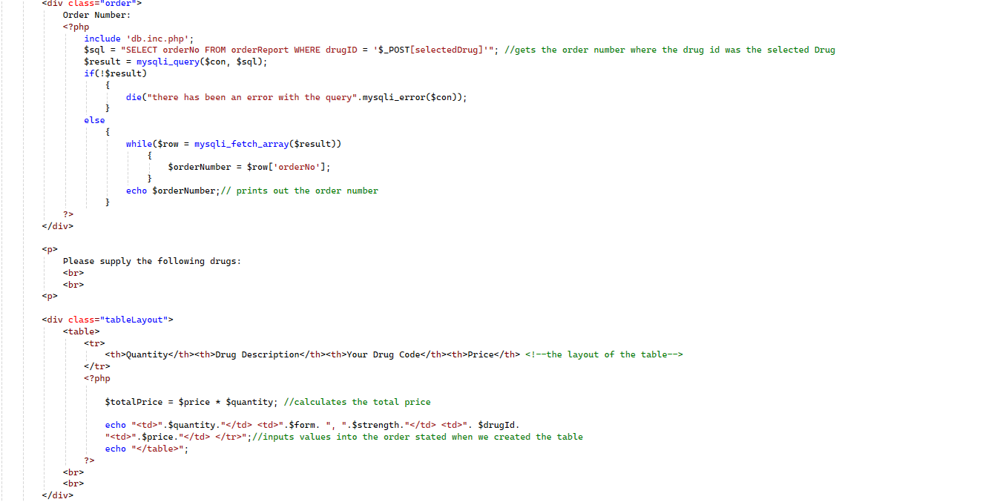 <div class="order">
Order Number:
<?php
include 'db.inc.php';
$sql = "SELECT orderNo FROM orderReport WHERE drugID = '$_POST[selectedDrug]'"; //gets the order number where the drug id was the selected Drug
$result = mysqli_query($con, $sql);
if(!$result)
{
die("there has been an error with the query".mysqli_error($con));
}
else
{
while($row = mysqli_fetch_array($result))
{
$orderNumber = $row['orderNo'];
}
echo $orderNumber;// prints out the order number
}
?>
</div>
<p>
Please supply the following drugs:
<br>
<br>
<p>
<div class="tableLayout">
<table>
<tr>
<th>Quantity</th><th>Drug Description</th><th>Your Drug Code</th><th>Price</th> <!--the layout of the table-->
</tr>
<?php
$totalPrice = $price * $quantity; //calculates the total price
echo "<td>".$quantity."</td> <td>".$form. ", ".$strength."</td> <td>". $drugId.
"<td>".$price."</td> </tr>";//inputs values into the order stated when we created the table
echo "</table>";
?>
<br>
<br>
</div>